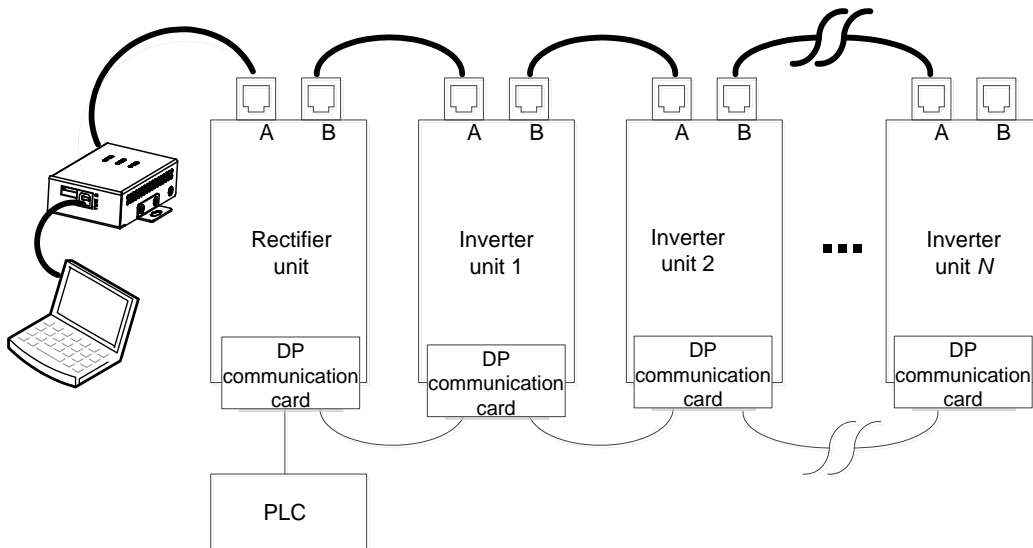 A
B
A
B
A
B
A
B
Rectifier
unit
Inverter
unit 1
Inverter
unit 2
Inverter
unit N
DP
communication
card
DP
communication
card
DP
communication
card
DP
communication
card
PLC